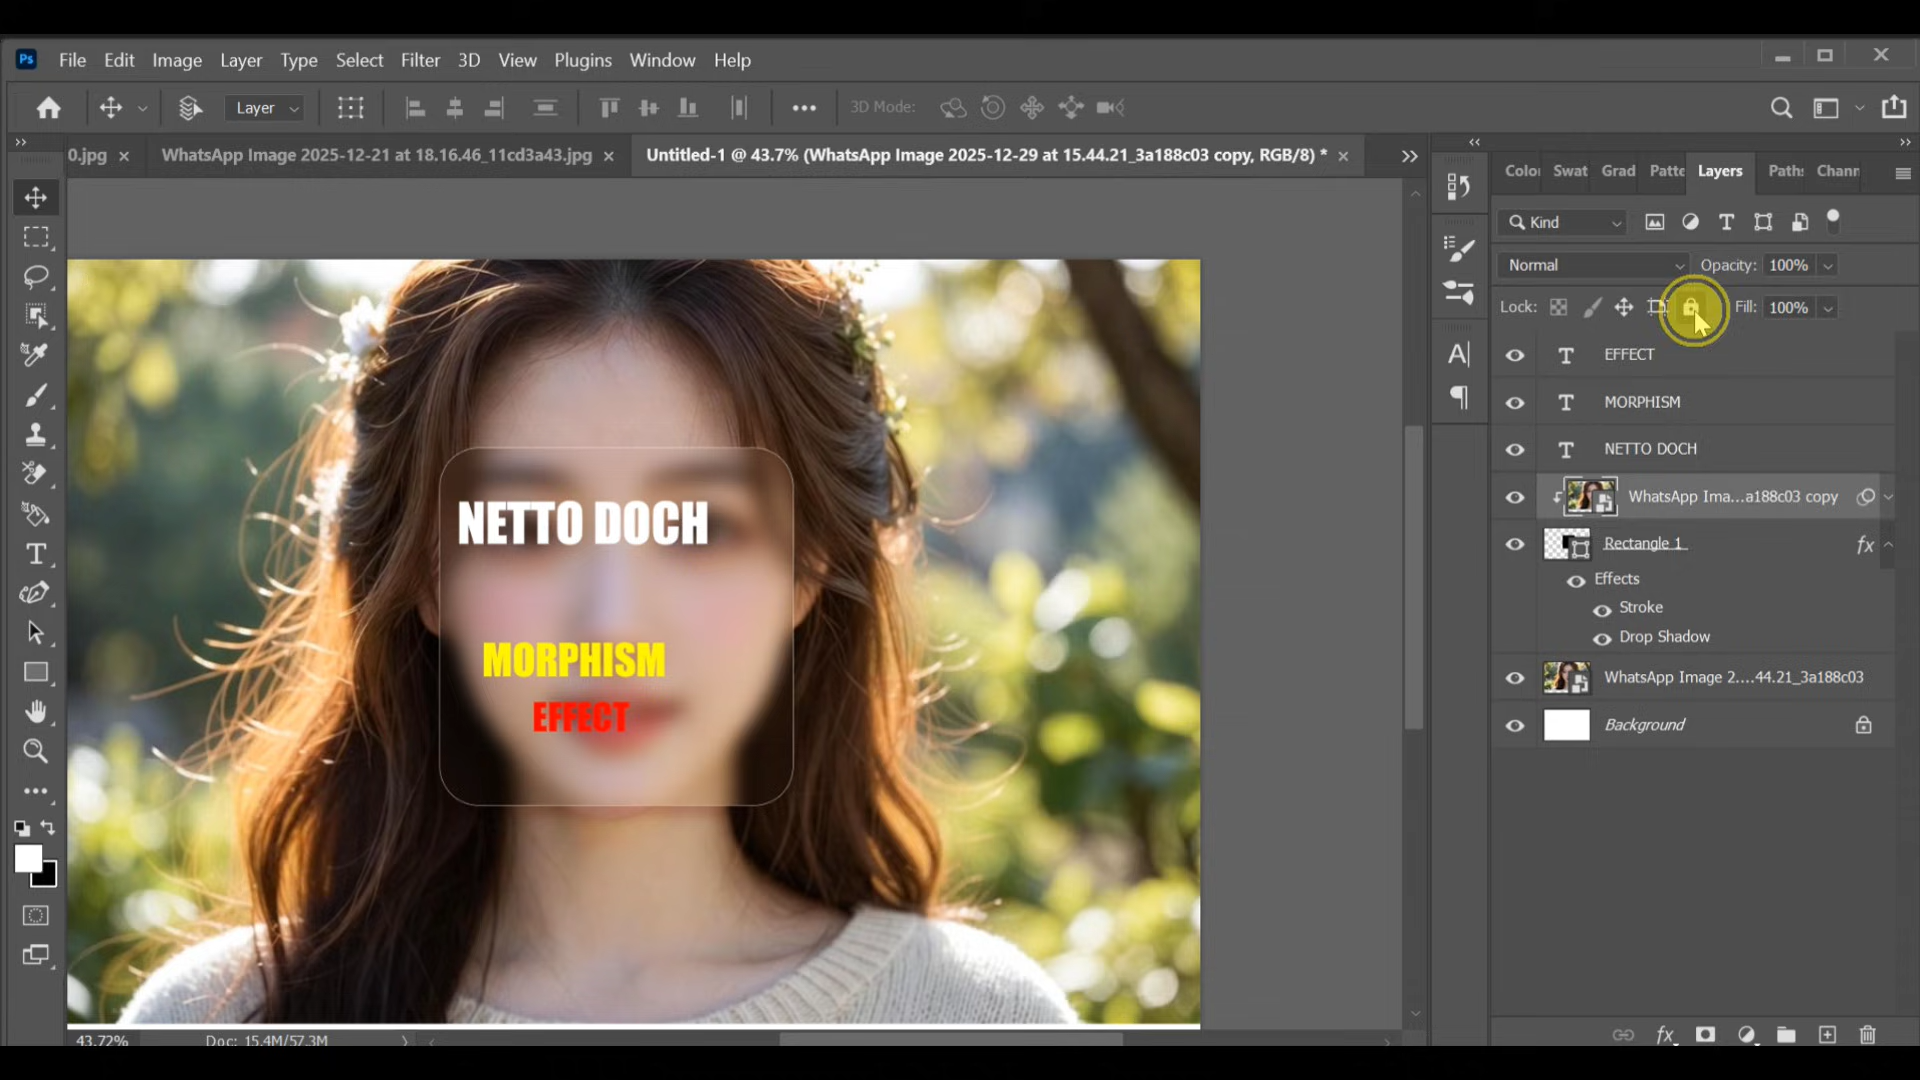 Ps File Edit Image Layer Type Select Filter 3D View Plugins Window Help
Layer 3D Mode:
0.jpg WhatsApp Image 2025-12-21 at 18.16.46_11cd3a43.jpg Untitled-1 @ 43.7% (WhatsApp Image 2025-12-29 at 15.44.21_3a188c03 copy, RGB/8) *
Color Swat Grad Patte Layers Paths Chann
Kind
Normal Opacity: 100%
Lock: Fill: 100%
EFFECT
MORPHISM
NETTO DOCH
WhatsApp Ima...a188c03 copy
Rectangle 1 fx
Effects
Stroke
Drop Shadow
WhatsApp Image 2....44.21_3a188c03
Background
NETTO DOCH
MORPHISM
EFFECT
43.72% Doc: 15.4M/57.3M
fx